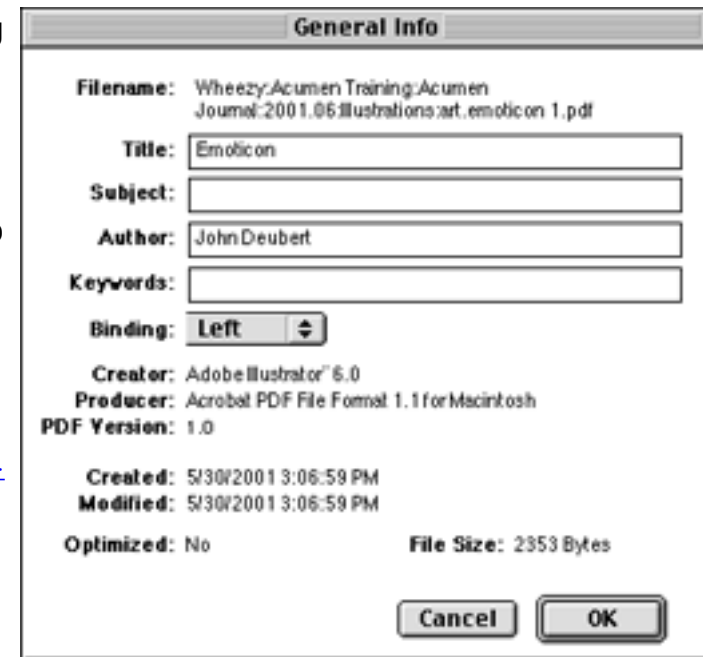 General Info
Filename: Wheezy:Acumen Training:Acumen
Journal:2001.06:Illustrations:art.emoticon 1.pdf
Title: Emoticon
Subject:
Author: John Deubert
Keywords:
Binding: Left
Creator: Adobe Illustrator™ 6.0
Producer: Acrobat PDF File Format 1.1 for Macintosh
PDF Version: 1.0
Created: 5/30/2001 3:06:59 PM
Modified: 5/30/2001 3:06:59 PM
Optimized: No File Size: 2353 Bytes
Cancel OK